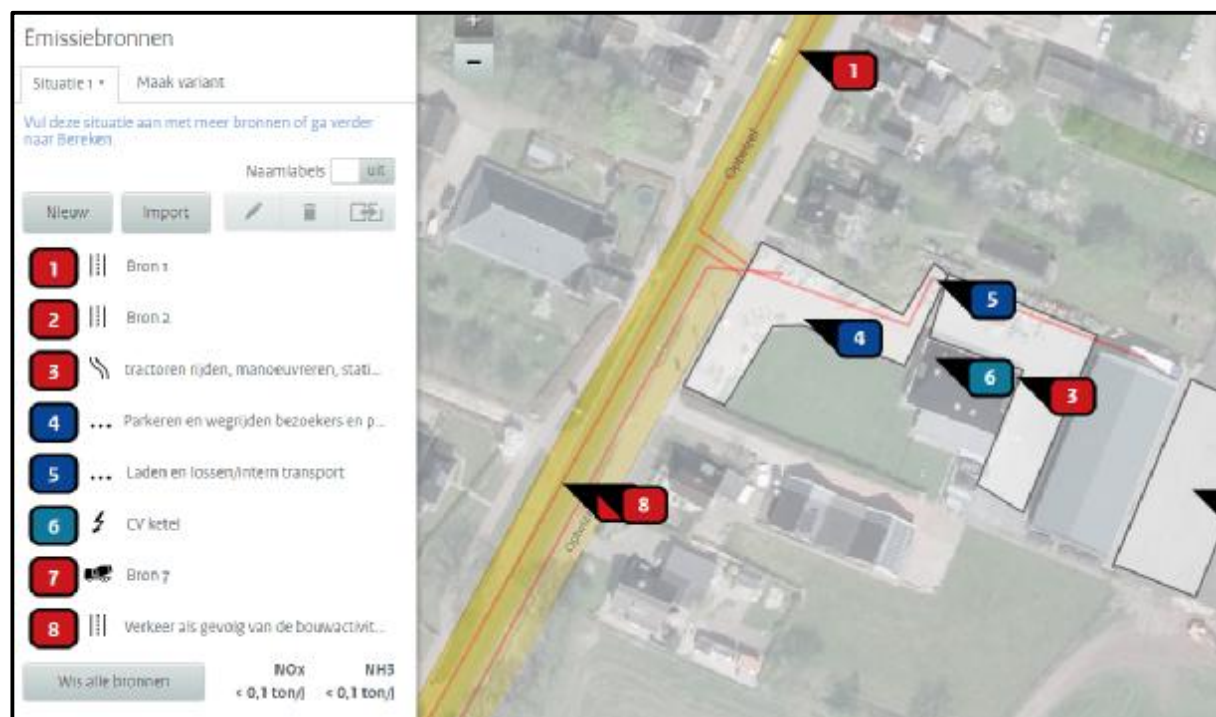 Emissiebronnen
Situatie 1
Maak variant
Vul deze situatie aan met meer bronnen of ga verder
naar Bereken
Naamlabels uit
Nieuw Import
1 Bron 1
2 Bron 2
3 tractoren rijden, manoeuvreren, stati...
4 ... Parkeren en wegrijden bezoekers en p...
5 ... Laden en lossen/intern transport
6 CV ketel
7 Bron 7
8 Verkeer als gevolg van de bouwactivit...
Wis alle bronnen
NOx NH3
< 0,1 ton/j < 0,1 ton/j
+
-
1
Opheusel
5
4
6
3
8